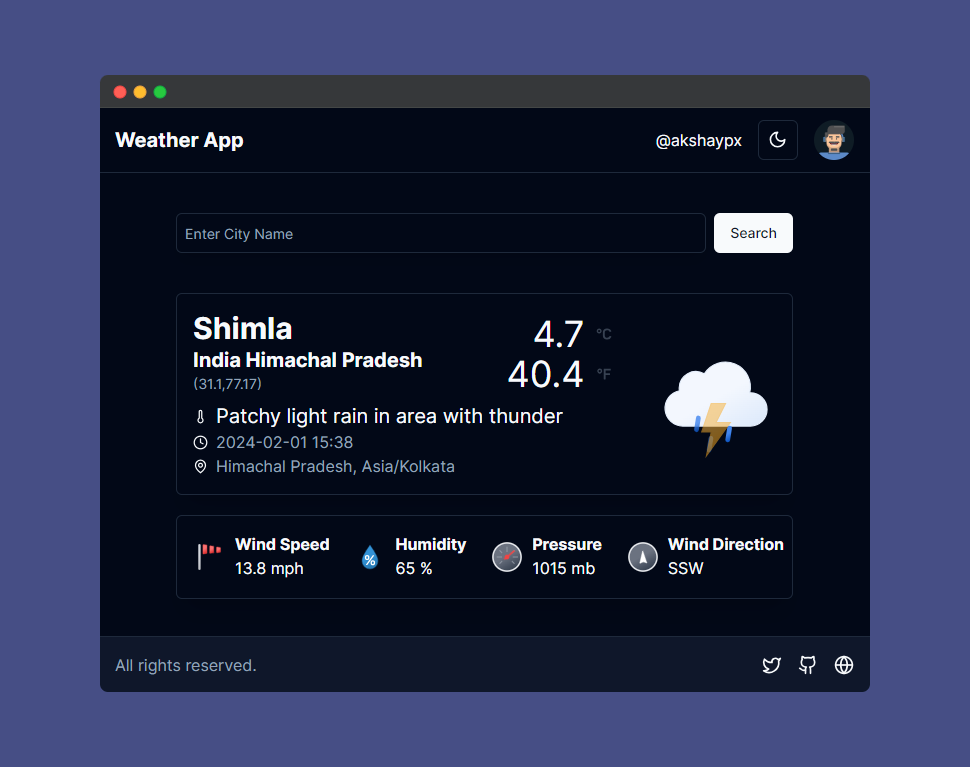 Weather App
@akshaypx
Enter City Name
Search
Shimla
India Himachal Pradesh
(31.1,77.17)
4.7 °C
40.4 °F
Patchy light rain in area with thunder
2024-02-01 15:38
Himachal Pradesh, Asia/Kolkata
Wind Speed
13.8 mph
%
Humidity
65 %
Pressure
1015 mb
Wind Direction
SSW
All rights reserved.